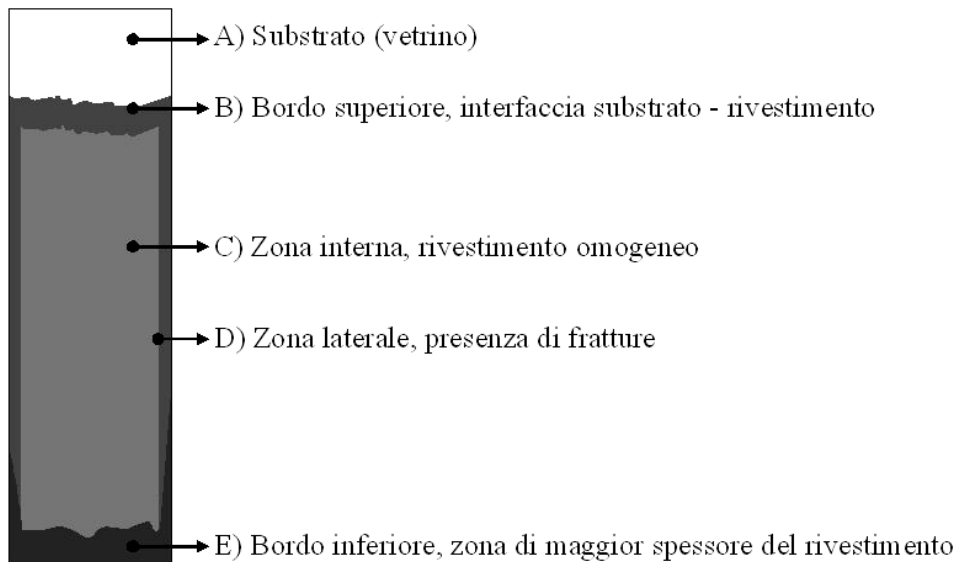 A) Substrato (vetrino)
B) Bordo superiore, interfaccia substrato - rivestimento
C) Zona interna, rivestimento omogeneo
D) Zona laterale, presenza di fratture
E) Bordo inferiore, zona di maggior spessore del rivestimento